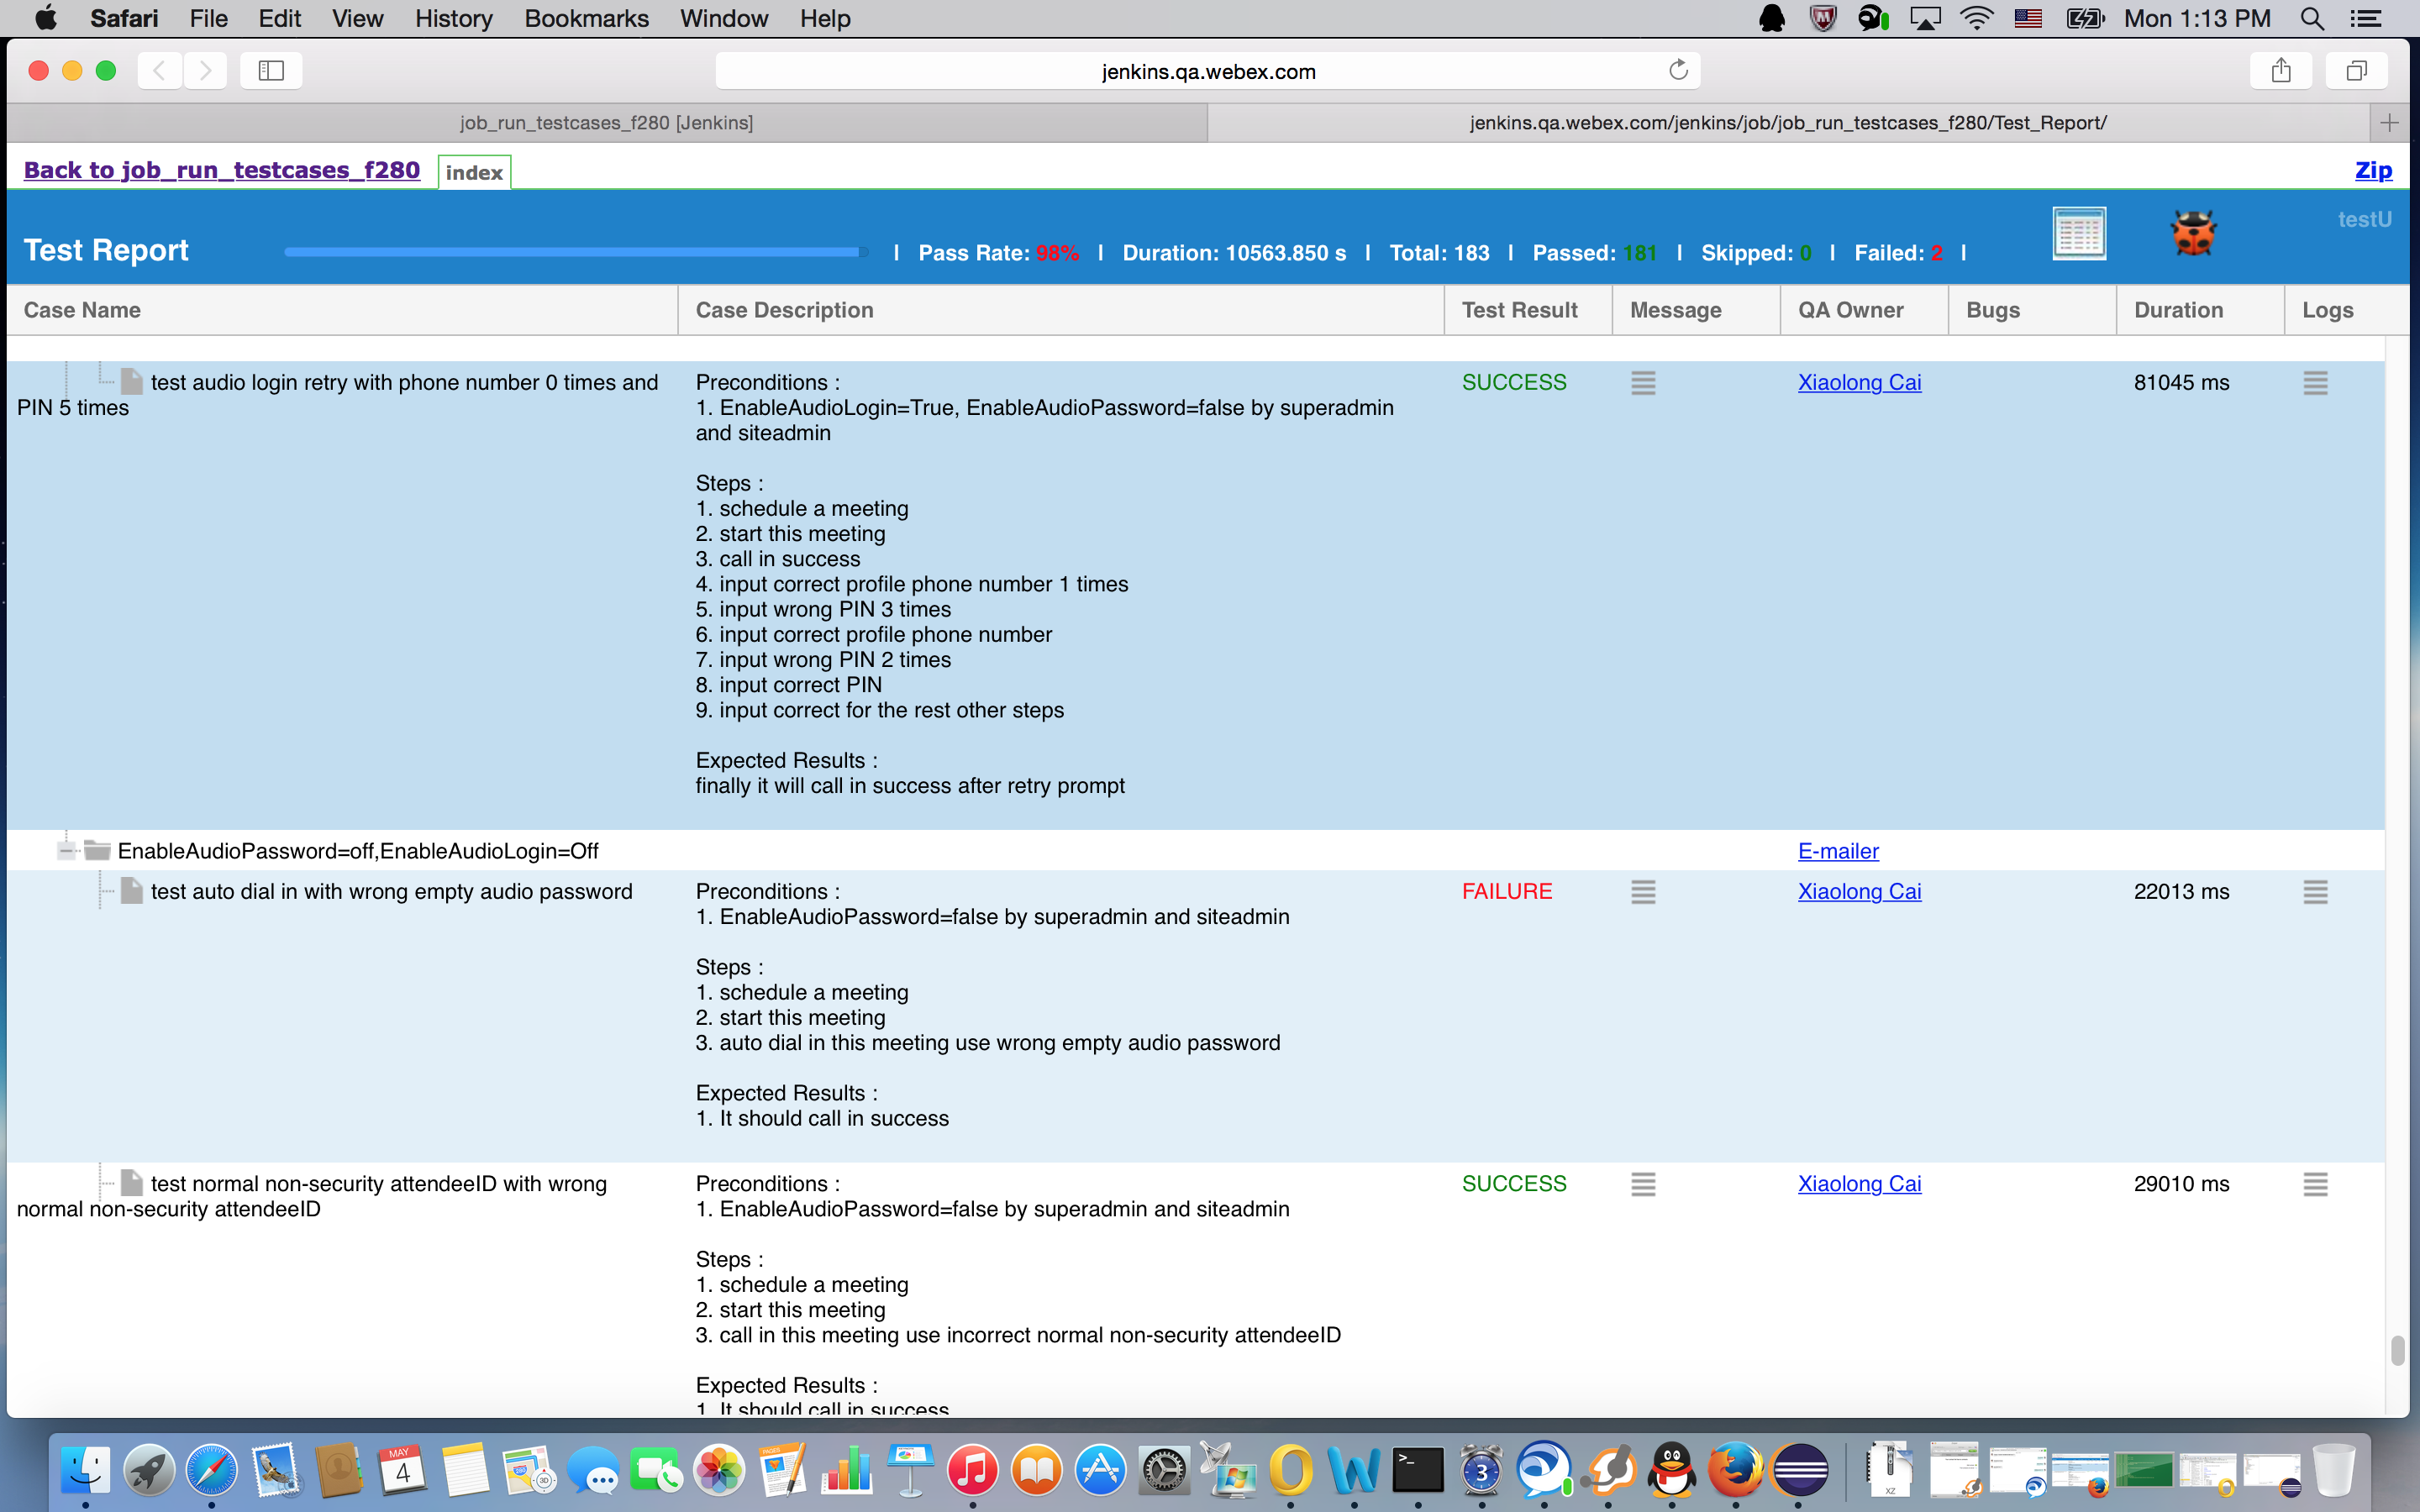 Safari File Edit View History Bookmarks Window Help Mon 1:13 PM
jenkins.qa.webex.com
job_run_testcases_f280 [Jenkins] jenkins.qa.webex.com/jenkins/job/job_run_testcases_f280/Test_Report/
Back to job_run_testcases_f280 index Zip
testU
Test Report | Pass Rate: 98% | Duration: 10563.850 s | Total: 183 | Passed: 181 | Skipped: 0 | Failed: 2 |
Case Name Case Description Test Result Message QA Owner Bugs Duration Logs
test audio login retry with phone number 0 times and Preconditions : SUCCESS Xiaolong Cai 81045 ms
PIN 5 times 1. EnableAudioLogin=True, EnableAudioPassword=false by superadmin
and siteadmin
Steps :
1. schedule a meeting
2. start this meeting
3. call in success
4. input correct profile phone number 1 times
5. input wrong PIN 3 times
6. input correct profile phone number
7. input wrong PIN 2 times
8. input correct PIN
9. input correct for the rest other steps
Expected Results :
finally it will call in success after retry prompt
EnableAudioPassword=off,EnableAudioLogin=Off E-mailer
test auto dial in with wrong empty audio password Preconditions : FAILURE Xiaolong Cai 22013 ms
1. EnableAudioPassword=false by superadmin and siteadmin
Steps :
1. schedule a meeting
2. start this meeting
3. auto dial in this meeting use wrong empty audio password
Expected Results :
1. It should call in success
test normal non-security attendeeID with wrong Preconditions : SUCCESS Xiaolong Cai 29010 ms
normal non-security attendeeID 1. EnableAudioPassword=false by superadmin and siteadmin
Steps :
1. schedule a meeting
2. start this meeting
3. call in this meeting use incorrect normal non-security attendeeID
Expected Results :
1. It should call in success
MAY
4
PAGES
3
XZ